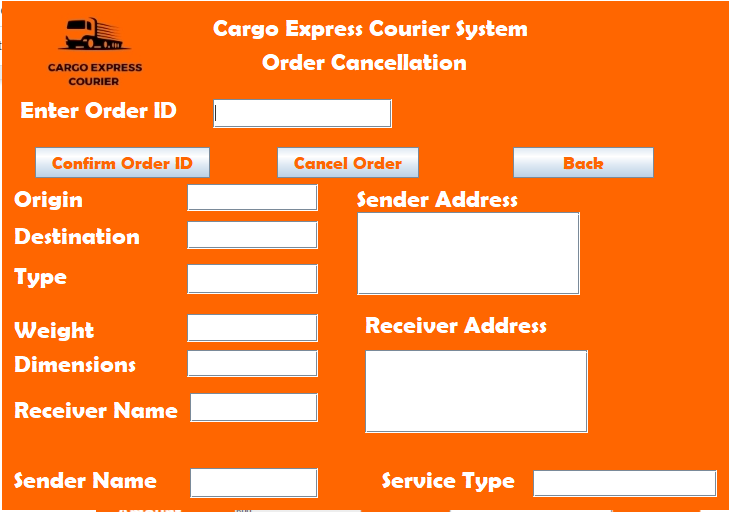 Cargo Express Courier System
Order Cancellation
CARGO EXPRESS
COURIER
Enter Order ID
Confirm Order ID
Cancel Order
Back
Origin
Sender Address
Destination
Type
Weight
Receiver Address
Dimensions
Receiver Name
Sender Name
Service Type